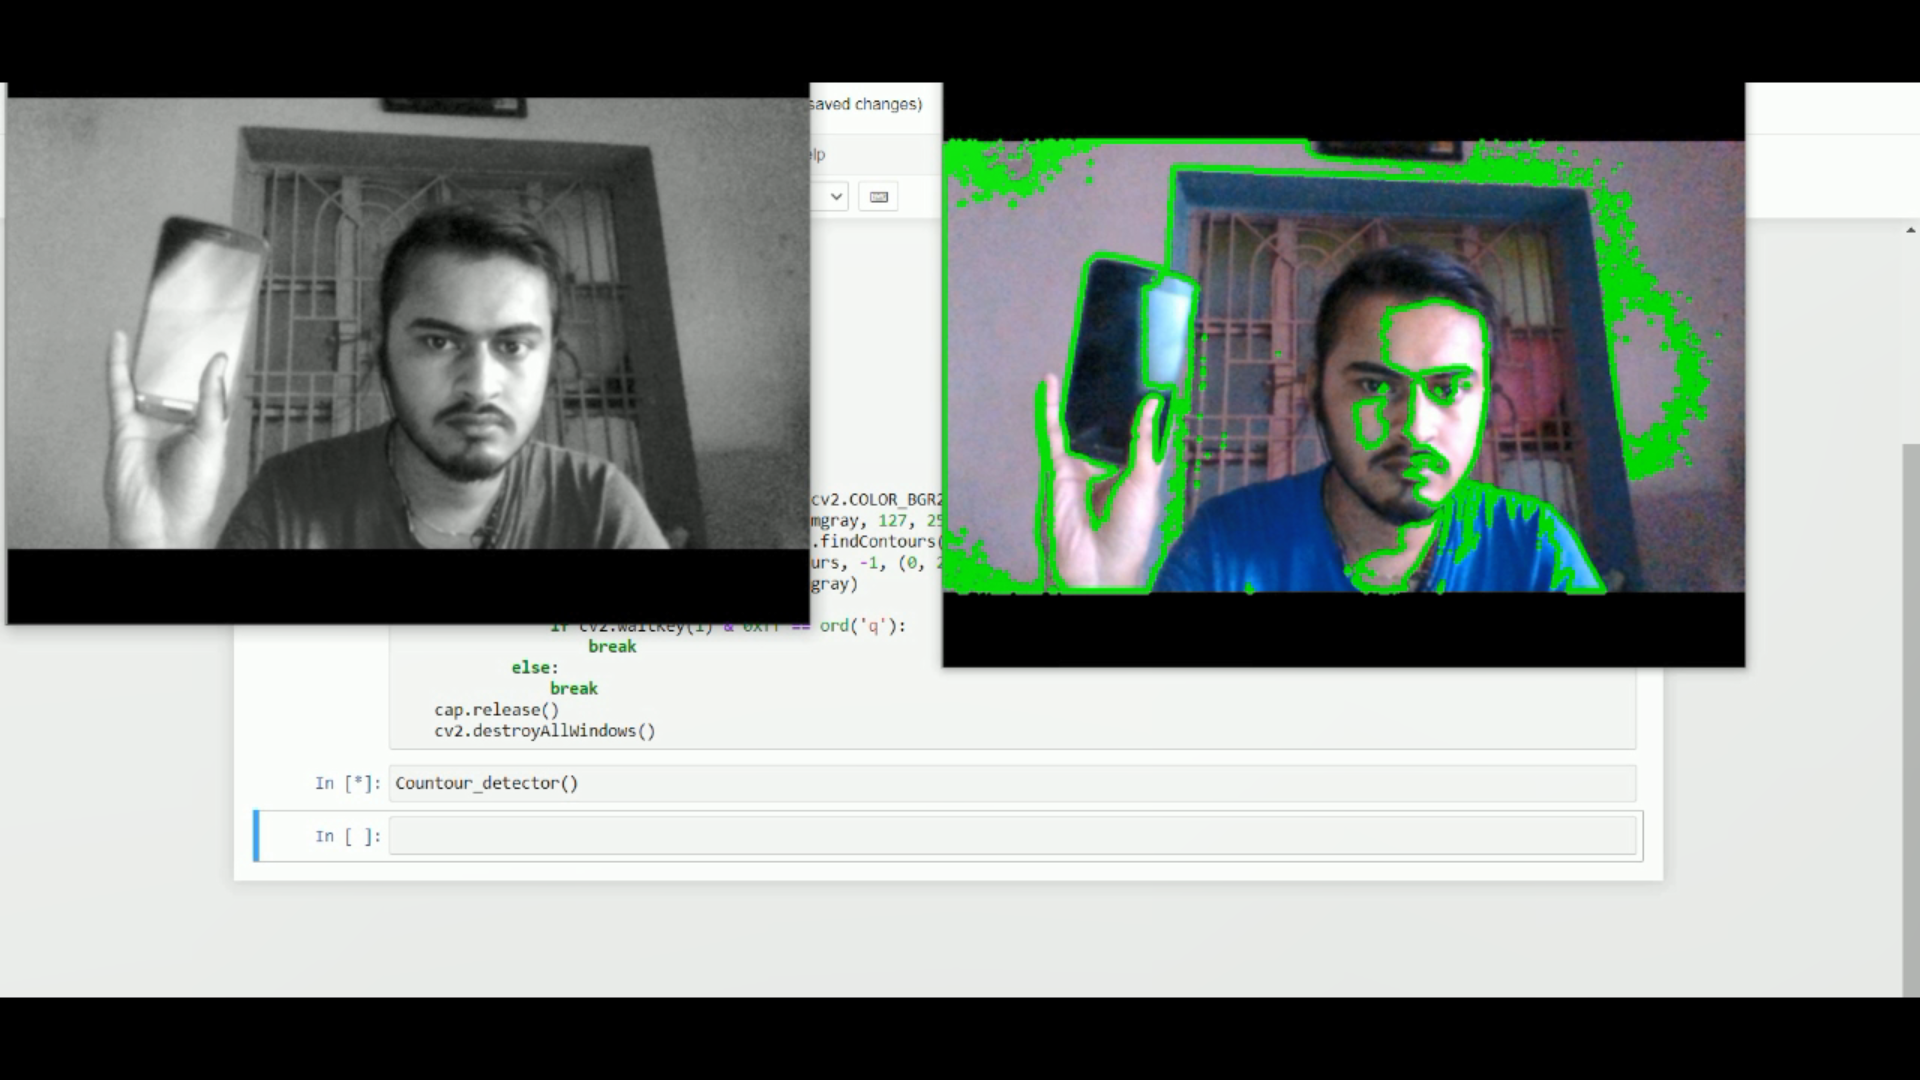 saved changes)
elp
cv2.COLOR_BGR2
mgray, 127, 25
.findContours(
urs, -1, (0, 2
gray)
if cv2.waitKey(1) & 0xFF == ord('q'):
break
else:
break
cap.release()
cv2.destroyAllWindows()
In [*]: Countour_detector()
In [ ]: